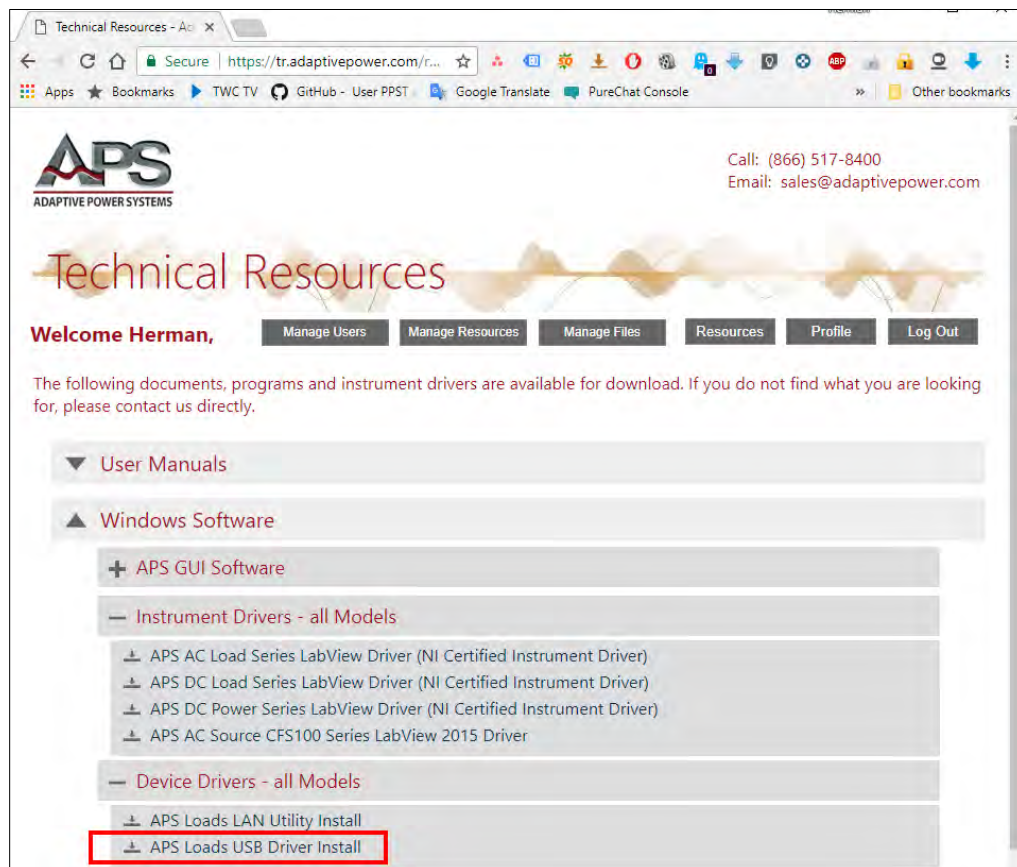 Technical Resources - Ac
Secure | https://tr.adaptivepower.com/r...
0
ABP
Apps Bookmarks TWC TV GitHub - User PPST Google Translate PureChat Console » Other bookmarks
APS
ADAPTIVE POWER SYSTEMS
Call: (866) 517-8400
Email: sales@adaptivepower.com
Technical Resources
Welcome Herman, Manage Users Manage Resources Manage Files Resources Profile Log Out
The following documents, programs and instrument drivers are available for download. If you do not find what you are looking
for, please contact us directly.
User Manuals
Windows Software
APS GUI Software
Instrument Drivers - all Models
APS AC Load Series LabView Driver (NI Certified Instrument Driver)
APS DC Load Series LabView Driver (NI Certified Instrument Driver)
APS DC Power Series LabView Driver (NI Certified Instrument Driver)
APS AC Source CFS100 Series LabView 2015 Driver
Device Drivers - all Models
APS Loads LAN Utility Install
APS Loads USB Driver Install